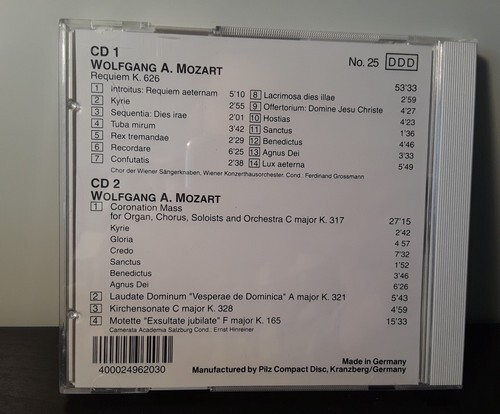 CD 1
WOLFGANG A. MOZART
No. 25 DDD
Requiem K. 626
53'33
1 introitus: Requiem aeternam 5'10
2 Kyrie 2'55
3 Sequentia: Dies irae 2'01
4 Tuba mirum 3'42
5 Rex tremandae 2'29
6 Recordare 6'25
7 Confutatis 2'38
8 Lacrimosa dies illae 2'59
9 Offertorium: Domine Jesu Christe 4'27
10 Hostias 4'23
11 Sanctus 1'36
12 Benedictus 4'46
13 Agnus Dei 3'33
14 Lux aeterna 5'49
Chor der Wiener Sängerknaben, Wiener Konzerthausorchester. Cond.: Ferdinand Grossmann
CD 2
WOLFGANG A. MOZART
1 Coronation Mass
for Organ, Chorus, Soloists and Orchestra C major K. 317 27'15
Kyrie 2'42
Gloria 4 57
Credo 7'32
Sanctus 1'52
Benedictus 3'46
Agnus Dei 6'26
2 Laudate Dominum "Vesperae de Dominica" A major K. 321 5'43
3 Kirchensonate C major K. 328 4'59
4 Motette "Exsultate jubilate" F major K. 165 15'33
Camerata Academia Salzburg Cond.: Ernst Hinreiner
400024962030
Made in Germany
Manufactured by Pilz Compact Disc, Kranzberg/Germany